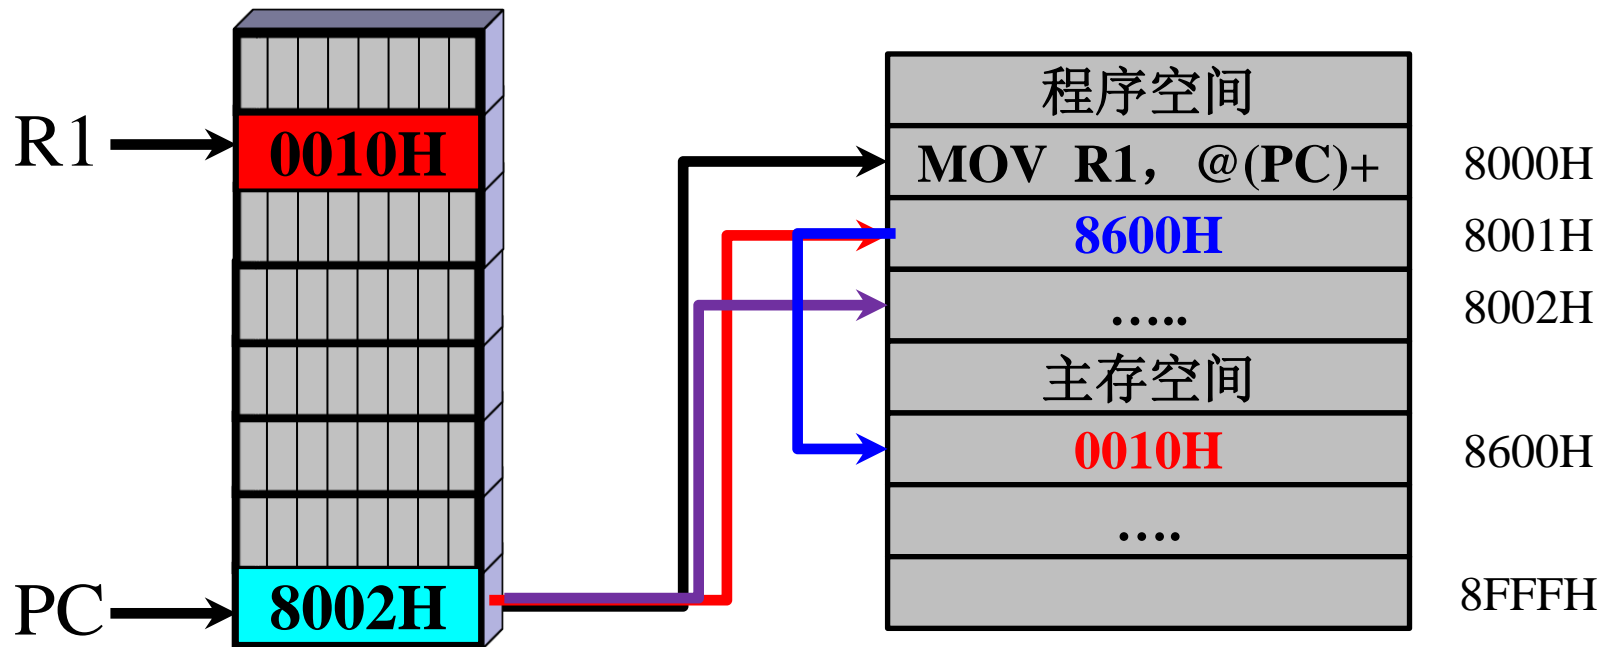 程序空间
R1
0010H
MOV R1，@(PC)+
8000H
8600H
8001H
…..
8002H
主存空间
0010H
8600H
….
PC
8002H
8FFFH